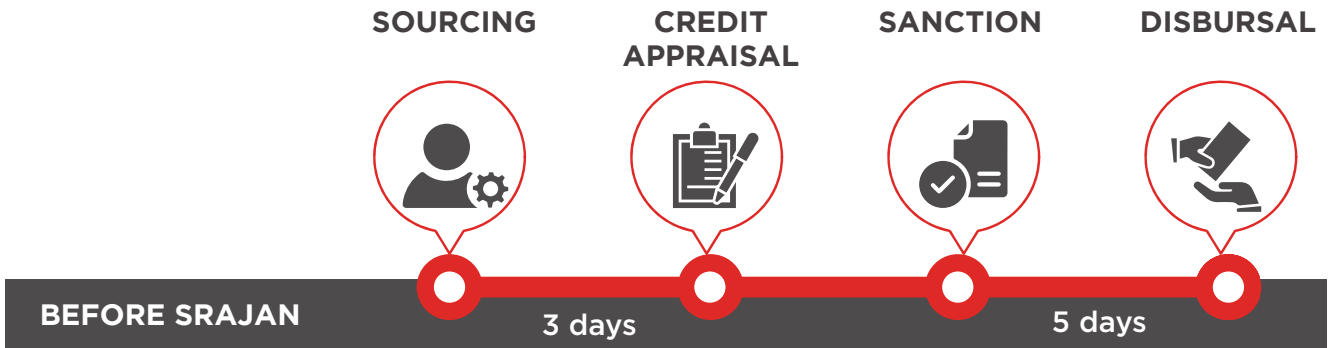 SOURCING
CREDIT
APPRAISAL
SANCTION
DISBURSAL
BEFORE SRAJAN
3 days
5 days